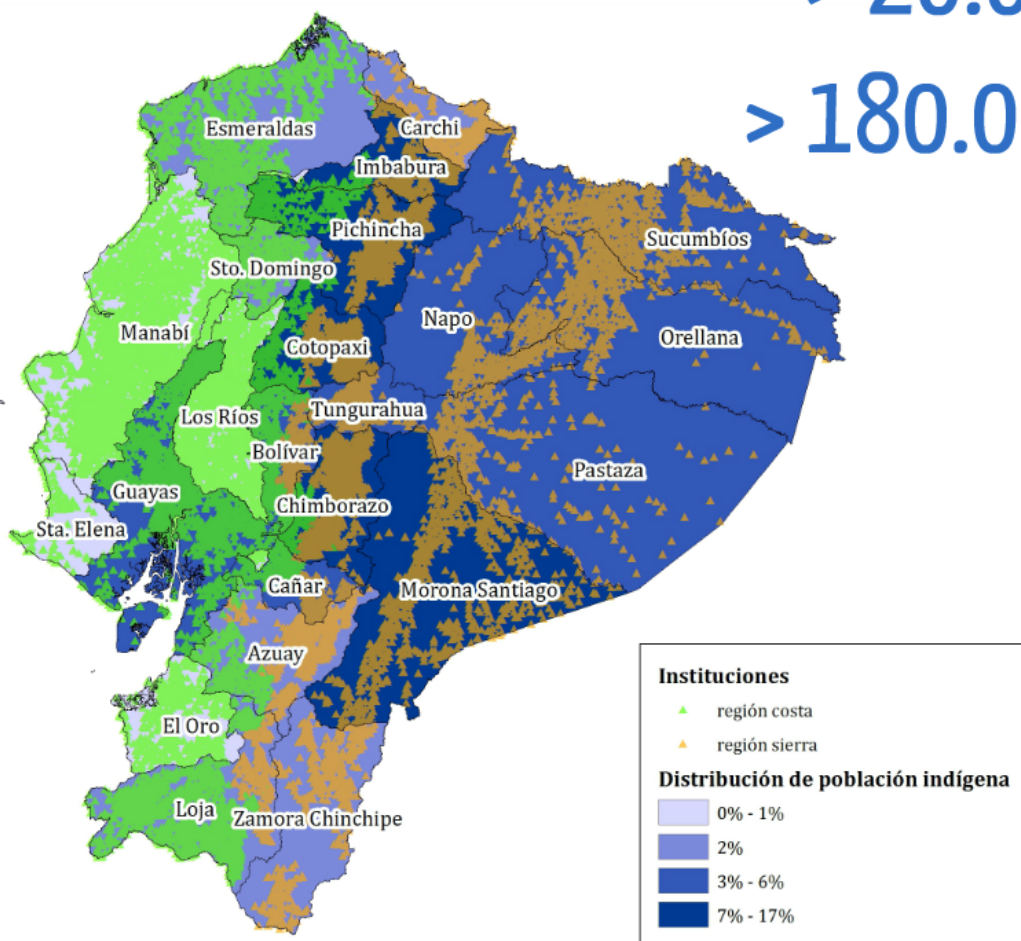 > 180.0
Esmeraldas
Carchi
Imbabura
Pichincha
Sucumbíos
Sto. Domingo
Napo
Manabí
Cotopaxi
Orellana
Los Ríos
Tungurahua
Bolívar
Pastaza
Guayas
Chimborazo
Sta. Elena
Cañar
Morona Santiago
Azuay
El Oro
Loja
Zamora Chinchipe
Instituciones
región costa
región sierra
Distribución de población indígena
0% - 1%
2%
3% - 6%
7% - 17%